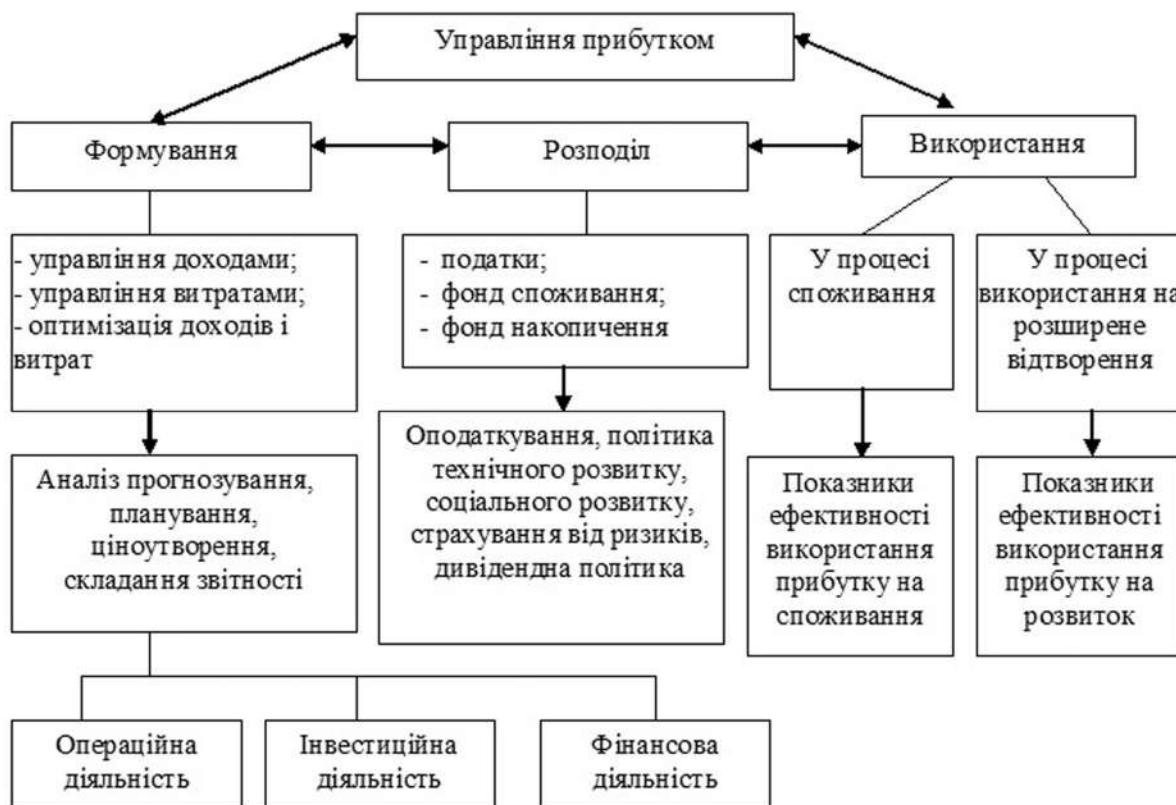 Управління прибутком
Формування
Розподіл
Використання
- управління доходами;
- управління витратами;
- оптимізація доходів і
витрат
- податки;
- фонд споживання;
- фонд накопичення
У процесі
споживання
У процесі
використання на
розширене
відтворення
Аналіз прогнозування,
планування,
ціноутворення,
складання звітності
Оподаткування, політика
технічного розвитку,
соціального розвитку,
страхування від ризиків,
дивідендна політика
Показники
ефективності
використання
прибутку на
споживання
Показники
ефективності
використання
прибутку на
розвиток
Операційна
діяльність
Інвестиційна
діяльність
Фінансова
діяльність